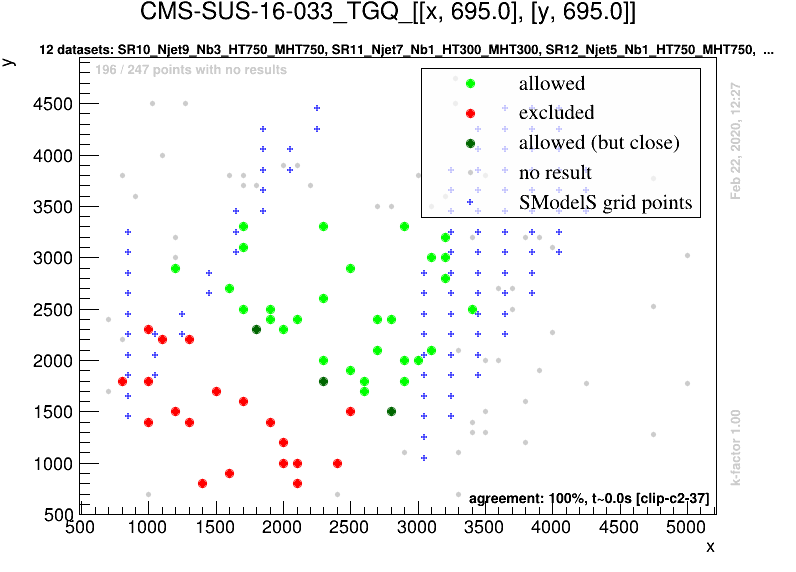 CMS-SUS-16-033_TGQ_[[x, 695.0], [y, 695.0]]
12 datasets: SR10_Njet9_Nb3_HT750_MHT750, SR11_Njet7_Nb1_HT300_MHT300, SR12_Njet5_Nb1_HT750_MHT750, ...
y
196 / 247 points with no results
allowed
excluded
allowed (but close)
no result
SModelS grid points
Feb 22, 2020, 12:27
4500
4000
3500
3000
2500
2000
1500
1000
500
k-factor 1.00
agreement: 100%, t~0.0s [clip-c2-37]
500 1000 1500 2000 2500 3000 3500 4000 4500 5000
x